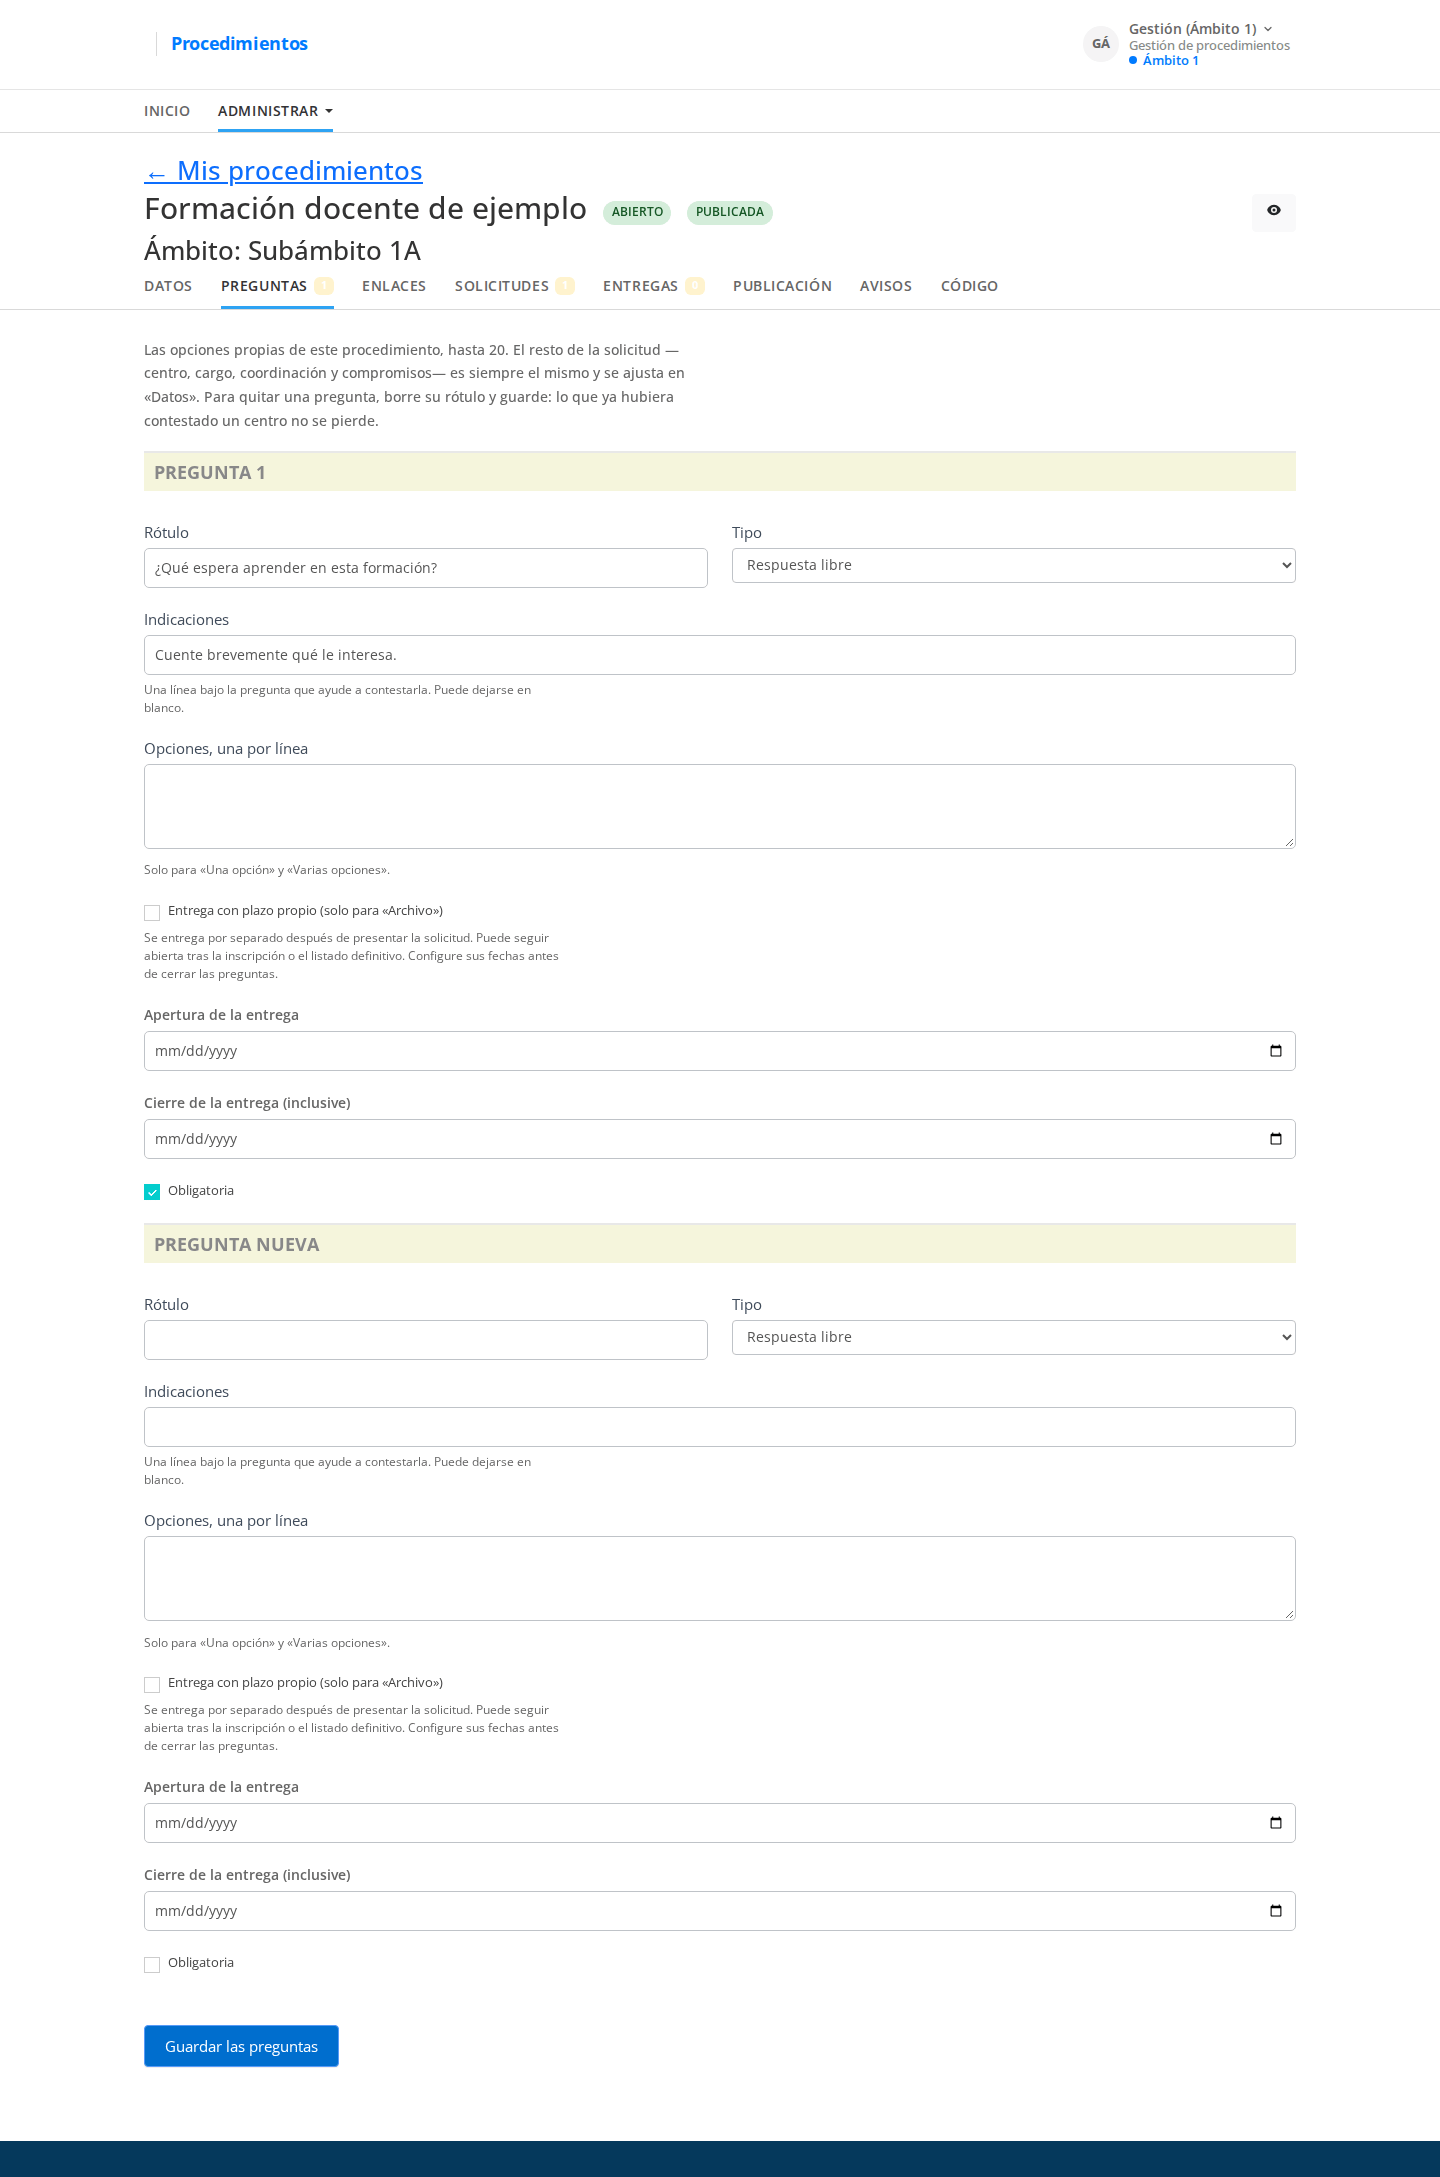 Procedimientos
GÁ
Gestión (Ámbito 1)
Gestión de procedimientos
Ámbito 1
INICIO
ADMINISTRAR
← Mis procedimientos
Formación docente de ejemplo
ABIERTO
PUBLICADA
Ámbito: Subámbito 1A
DATOS
PREGUNTAS 1
ENLACES
SOLICITUDES 1
ENTREGAS 0
PUBLICACIÓN
AVISOS
CÓDIGO
Las opciones propias de este procedimiento, hasta 20. El resto de la solicitud —
centro, cargo, coordinación y compromisos— es siempre el mismo y se ajusta en
«Datos». Para quitar una pregunta, borre su rótulo y guarde: lo que ya hubiera
contestado un centro no se pierde.
PREGUNTA 1
Rótulo
Tipo
¿Qué espera aprender en esta formación?
Respuesta libre
Indicaciones
Cuente brevemente qué le interesa.
Una línea bajo la pregunta que ayude a contestarla. Puede dejarse en
blanco.
Opciones, una por línea
Solo para «Una opción» y «Varias opciones».
Entrega con plazo propio (solo para «Archivo»)
Se entrega por separado después de presentar la solicitud. Puede seguir
abierta tras la inscripción o el listado definitivo. Configure sus fechas antes
de cerrar las preguntas.
Apertura de la entrega
mm/dd/yyyy
Cierre de la entrega (inclusive)
mm/dd/yyyy
Obligatoria
PREGUNTA NUEVA
Rótulo
Tipo
Respuesta libre
Indicaciones
Una línea bajo la pregunta que ayude a contestarla. Puede dejarse en
blanco.
Opciones, una por línea
Solo para «Una opción» y «Varias opciones».
Entrega con plazo propio (solo para «Archivo»)
Se entrega por separado después de presentar la solicitud. Puede seguir
abierta tras la inscripción o el listado definitivo. Configure sus fechas antes
de cerrar las preguntas.
Apertura de la entrega
mm/dd/yyyy
Cierre de la entrega (inclusive)
mm/dd/yyyy
Obligatoria
Guardar las preguntas